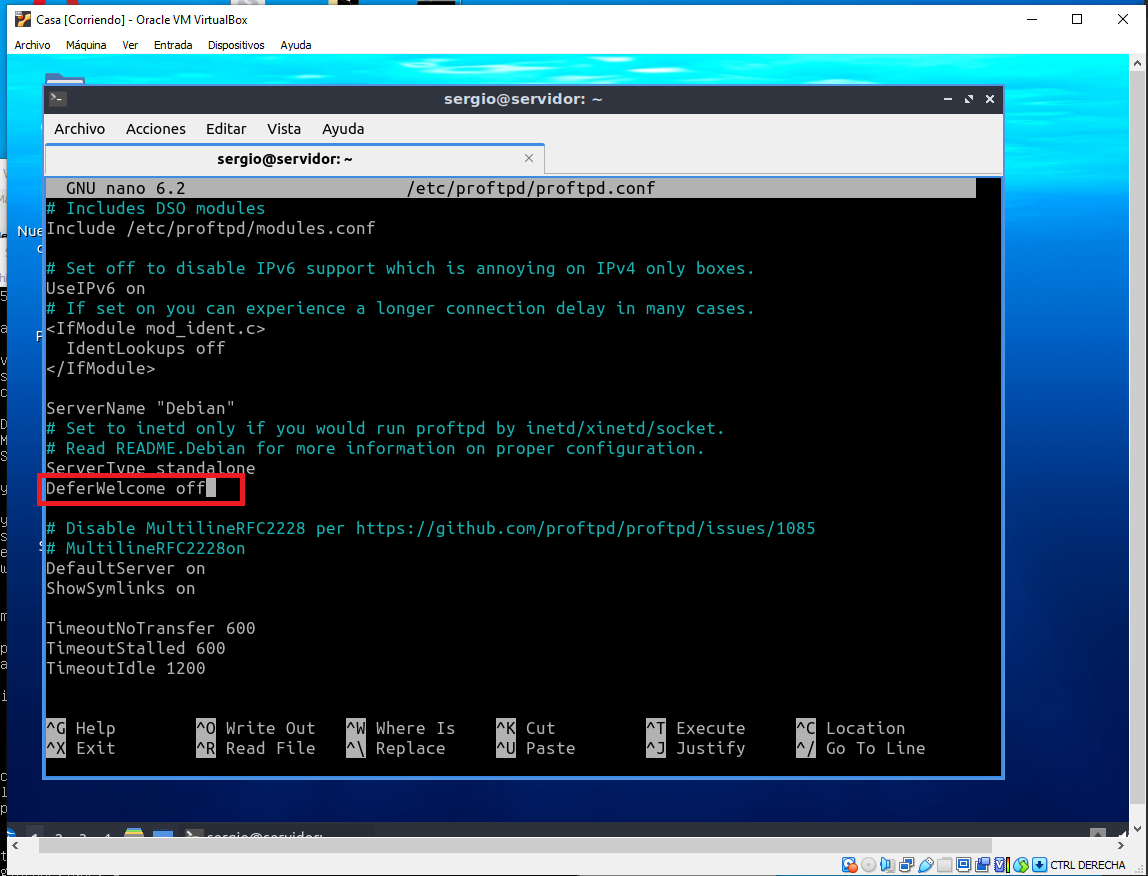 Casa [Corriendo] - Oracle VM VirtualBox
Archivo Máquina Ver Entrada Dispositivos Ayuda
sergio@servidor: ~
Archivo Acciones Editar Vista Ayuda
sergio@servidor: ~
GNU nano 6.2 /etc/proftpd/proftpd.conf
# Includes DSO modules
Include /etc/proftpd/modules.conf
# Set off to disable IPv6 support which is annoying on IPv4 only boxes.
UseIPv6 on
# If set on you can experience a longer connection delay in many cases.
<IfModule mod_ident.c>
IdentLookups off
</IfModule>
ServerName "Debian"
# Set to inetd only if you would run proftpd by inetd/xinetd/socket.
# Read README.Debian for more information on proper configuration.
ServerType standalone
DeferWelcome off
# Disable MultilineRFC2228 per https://github.com/proftpd/proftpd/issues/1085
# MultilineRFC2228on
DefaultServer on
ShowSymlinks on
TimeoutNoTransfer 600
TimeoutStalled 600
TimeoutIdle 1200
^G Help ^O Write Out ^W Where Is ^K Cut ^T Execute ^C Location
^X Exit ^R Read File ^\ Replace ^U Paste ^J Justify ^/ Go To Line
sergio@servidor:
CTRL DERECHA